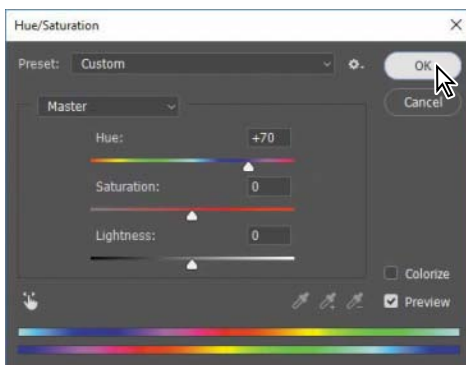 Hue/Saturation
Preset: Custom
OK
Master
Cancel
Hue: +70
Saturation: 0
Lightness: 0
Colorize
Preview